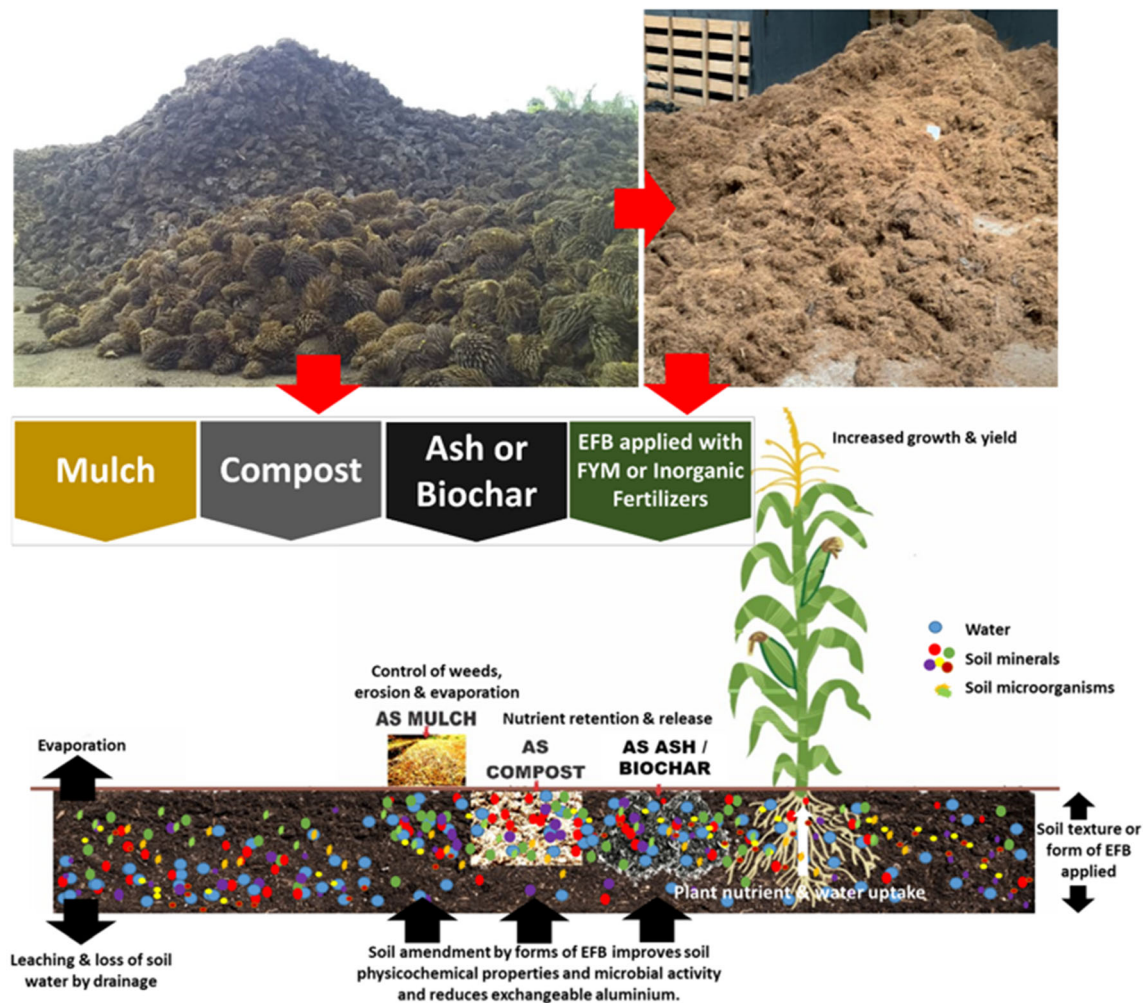 Mulch
Compost
Ash or
Biochar
EFB applied with
FYM or Inorganic
Fertilizers
Increased growth & yield
Water
Soil minerals
Soil microorganisms
Control of weeds,
erosion & evaporation
AS MULCH
Nutrient retention & release
AS
COMPOST
AS ASH /
BIOCHAR
Evaporation
Soil texture or
form of EFB
applied
Plant nutrient & water uptake
Leaching & loss of soil
water by drainage
Soil amendment by forms of EFB improves soil
physicochemical properties and microbial activity
and reduces exchangeable aluminium.